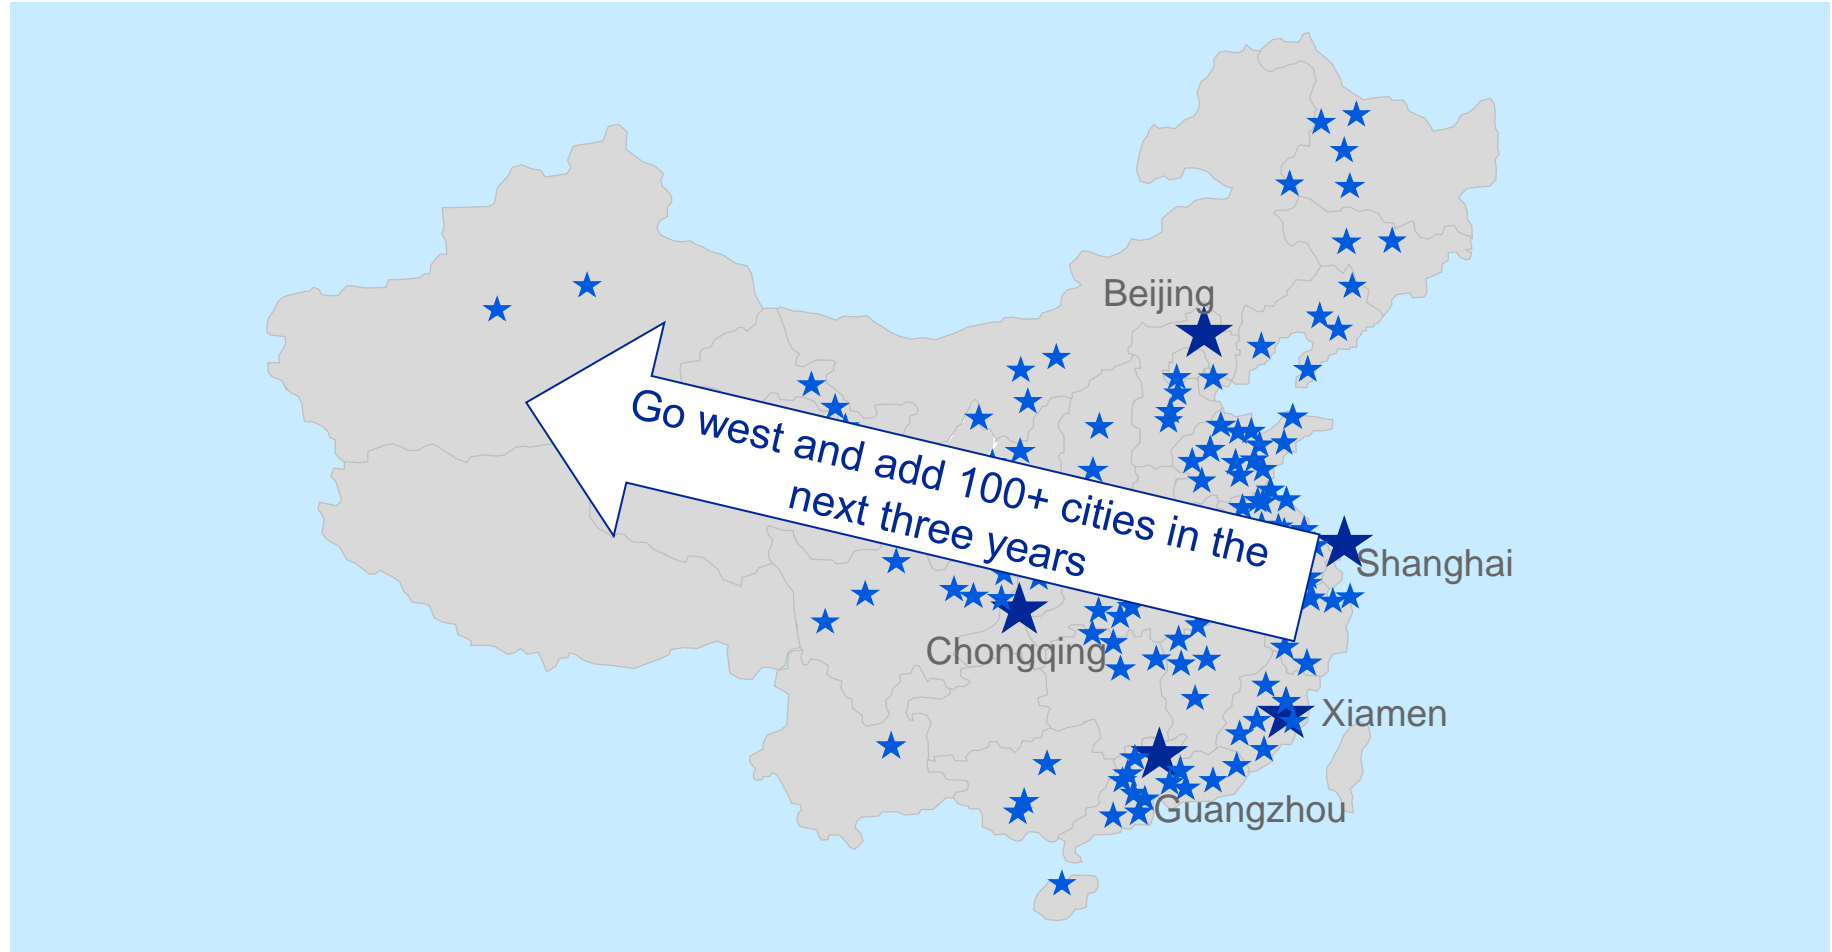 Beijing
Go west and add 100+ cities in the
next three years
Shanghai
Chongqing
Xiamen
Guangzhou